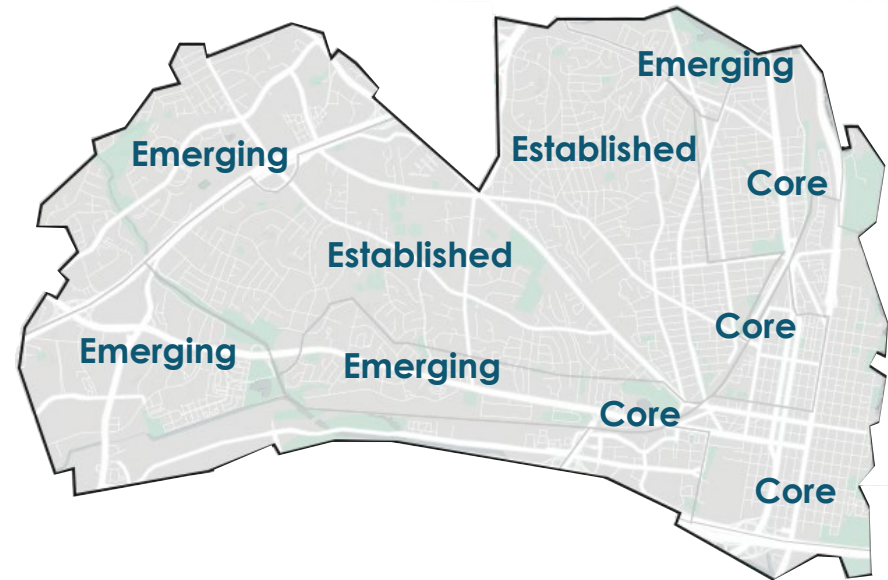 Emerging
Established
Emerging
Core
Established
Core
Emerging
Emerging
Core
Core